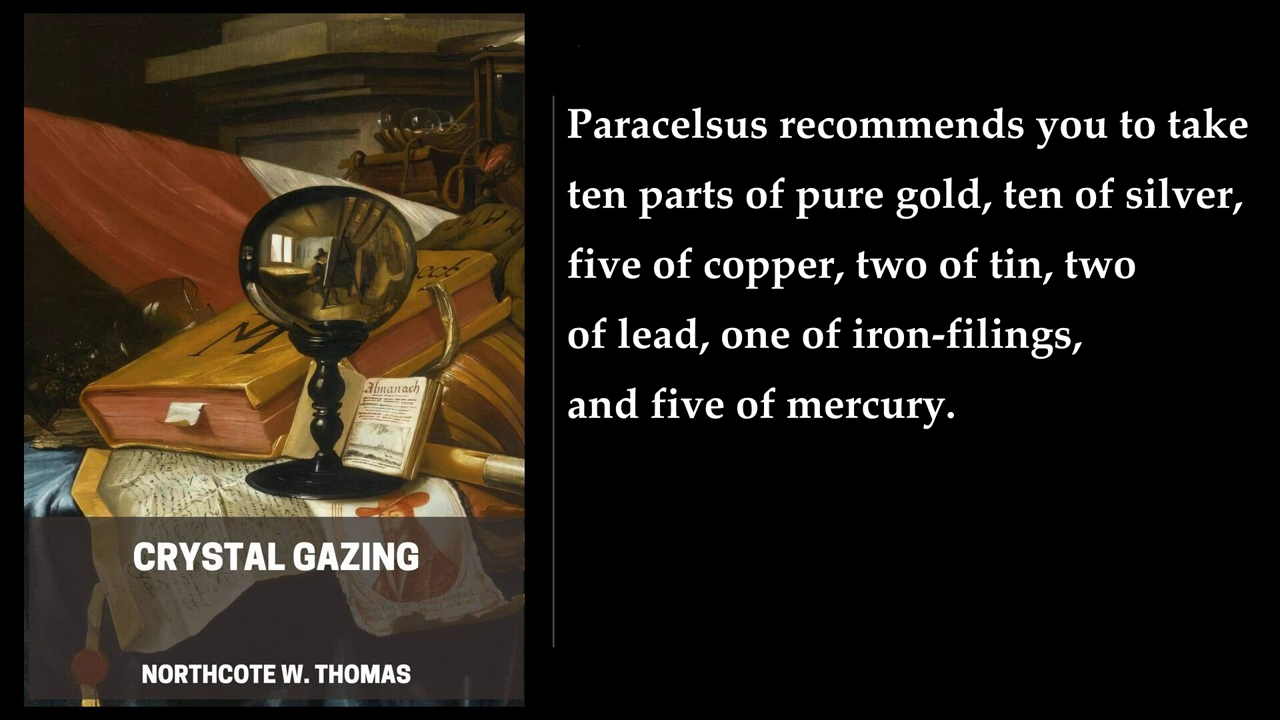 M
Almanach
CRYSTAL GAZING
NORTHCOTE W. THOMAS
Paracelsus recommends you to take
ten parts of pure gold, ten of silver,
five of copper, two of tin, two
of lead, one of iron-filings,
and five of mercury.